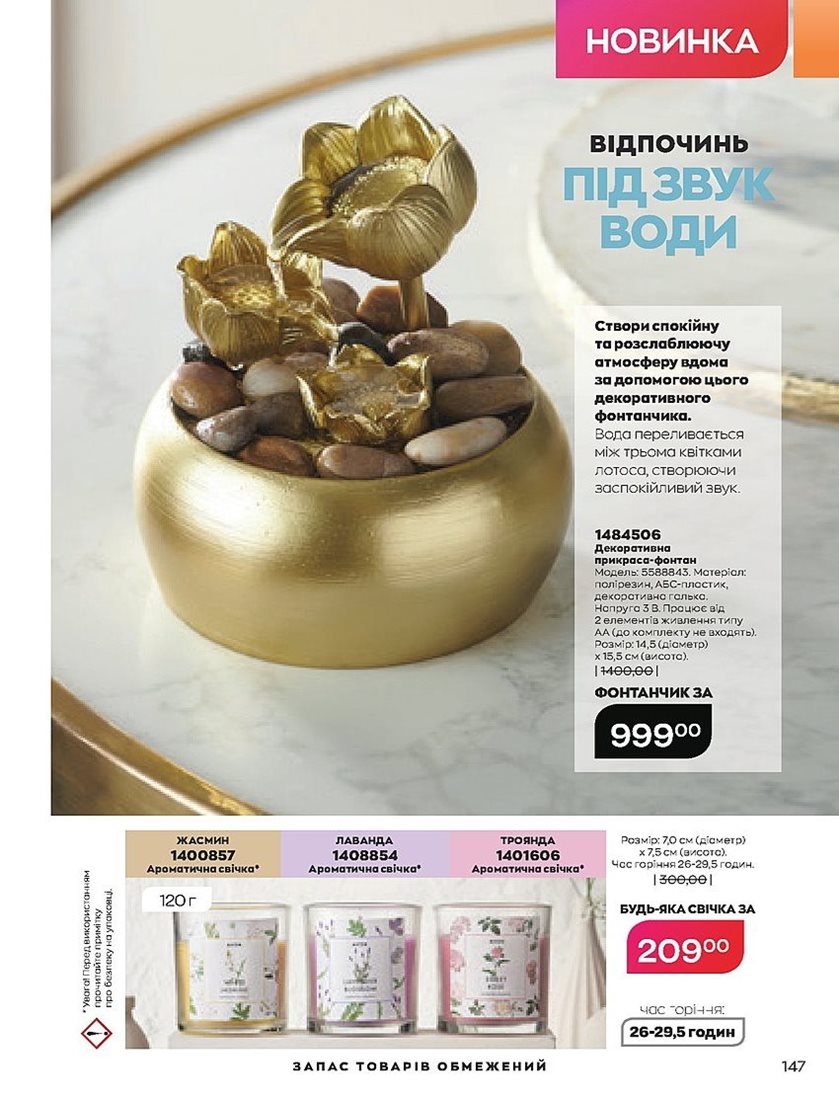 НОВИНКА
ВІДПОЧИНЬ
ПІД ЗВУК
ВОДИ
Створи спокійну
та розслаблюючу
атмосферу вдома
за допомогою цього
декоративного
фонтанчика.
Вода переливається
між трьома квітками
лотоса, створюючи
заспокійливий звук.
1484506
Декоративна
прикраса-фонтан
Модель: 5588843. Матеріал:
полірезин, АБС-пластик,
декоративна галька.
Напруга 3 В. Працює від
2 елементів живлення типу
АА (до комплекту не входять).
Розмір: 14,5 (діаметр)
х 15,5 см (висота).
| 1400,00 |
ФОНТАНЧИК ЗА
999⁰⁰
ЖАСМИН
1400857
Ароматична свічка*
ЛАВАНДА
1408854
Ароматична свічка*
ТРОЯНДА
1401606
Ароматична свічка*
120 г
AVON
AVON
AVON
Розмір: 7,0 см (діаметр)
х 7,5 см (висота).
Час горіння 26-29,5 годин.
| 300,00 |
БУДЬ-ЯКА СВІЧКА ЗА
209⁰⁰
час горіння:
26-29,5 годин
*Увага! Перед використанням
прочитайте примітку
про безпеку на упаковці.
ЗАПАС ТОВАРІВ ОБМЕЖЕНИЙ
147